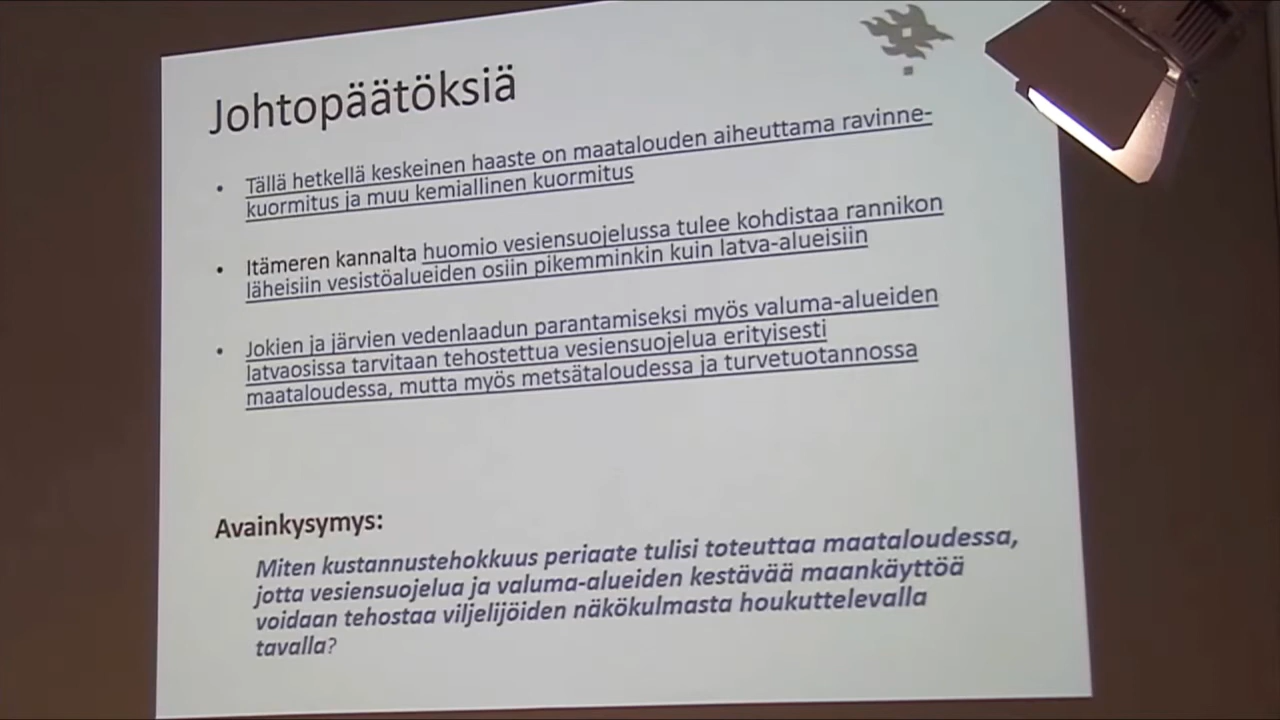 Johtopäätöksiä
• Tällä hetkellä keskeinen haaste on maatalouden aiheuttama ravinne-
kuormitus ja muu kemiallinen kuormitus
• Itämeren kannalta huomio vesiensuojelussa tulee kohdistaa rannikon
läheisiin vesistöalueiden osiin pikemminkin kuin latva-alueisiin
• Jokien ja järvien vedenlaadun parantamiseksi myös valuma-alueiden
latvaosissa tarvitaan tehostettua vesiensuojelua erityisesti
maataloudessa, mutta myös metsätaloudessa ja turvetuotannossa
Avainkysymys:
Miten kustannustehokkuus periaate tulisi toteuttaa maataloudessa,
jotta vesiensuojelua ja valuma-alueiden kestävää maankäyttöä
voidaan tehostaa viljelijöiden näkökulmasta houkuttelevalla
tavalla?